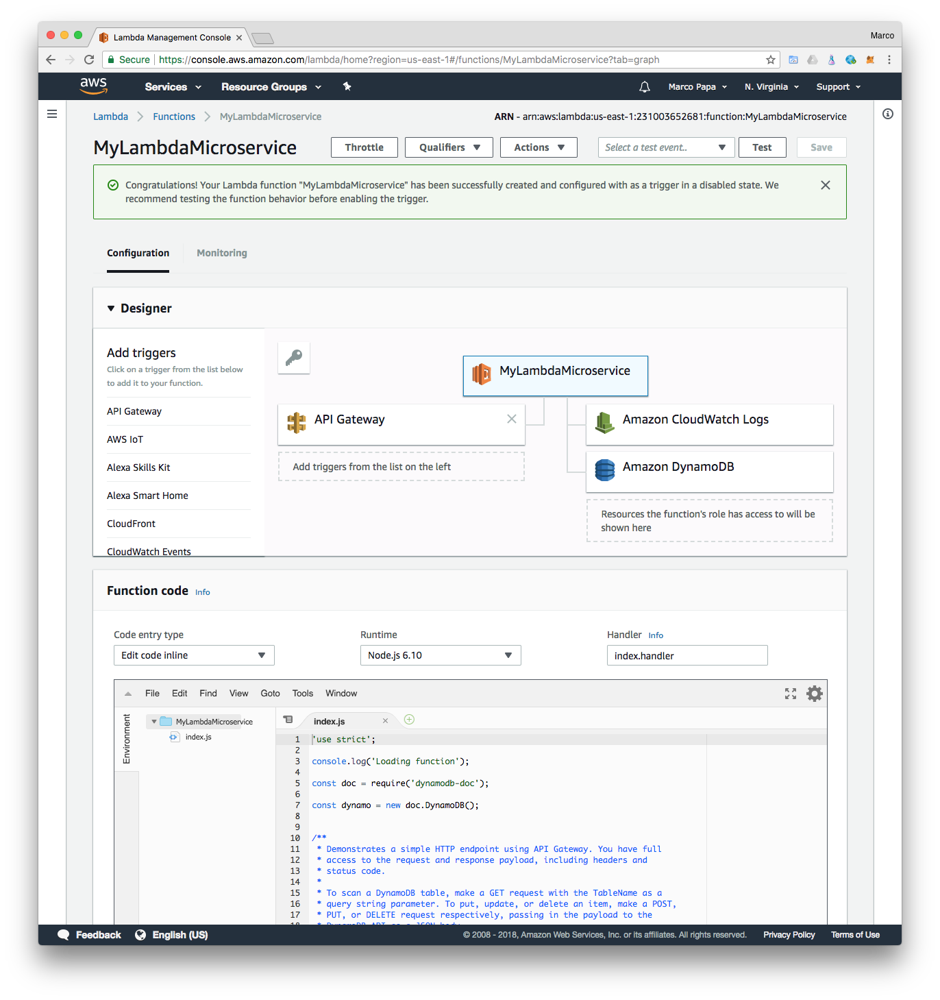 Lambda Management Console
Marco
Secure https://console.aws.amazon.com/lambda/home?region=us-east-1#/functions/MyLambdaMicroservice?tab=graph
aws Services Resource Groups Marco Papa N. Virginia Support
Lambda Functions MyLambdaMicroservice
ARN - arn:aws:lambda:us-east-1:231003652681:function:MyLambdaMicroservice
MyLambdaMicroservice Throttle Qualifiers Actions Select a test event.. Test Save
Congratulations! Your Lambda function "MyLambdaMicroservice" has been successfully created and configured with as a trigger in a disabled state. We
recommend testing the function behavior before enabling the trigger.
Configuration Monitoring
Designer
Add triggers
Click on a trigger from the list below
to add it to your function.
API Gateway
AWS IoT
Alexa Skills Kit
Alexa Smart Home
CloudFront
CloudWatch Events
MyLambdaMicroservice
API Gateway
Add triggers from the list on the left
Amazon CloudWatch Logs
Amazon DynamoDB
Resources the function's role has access to will be
shown here
Function code Info
Code entry type
Edit code inline
Runtime
Node.js 6.10
Handler Info
index.handler
File Edit Find View Goto Tools Window
Environment
MyLambdaMicroservice
index.js
index.js
1 'use strict';
2
3 console.log('Loading function');
4
5 const doc = require('dynamodb-doc');
6
7 const dynamo = new doc.DynamoDB();
8
9
10 /**
11 * Demonstrates a simple HTTP endpoint using API Gateway. You have full
12 * access to the request and response payload, including headers and
13 * status code.
14 *
15 * To scan a DynamoDB table, make a GET request with the TableName as a
16 * query string parameter. To put, update, or delete an item, make a POST,
17 * PUT, or DELETE request respectively, passing in the payload to the
18 * DynamoDB API as a JSON body.
Feedback English (US) © 2008 - 2018, Amazon Web Services, Inc. or its affiliates. All rights reserved. Privacy Policy Terms of Use